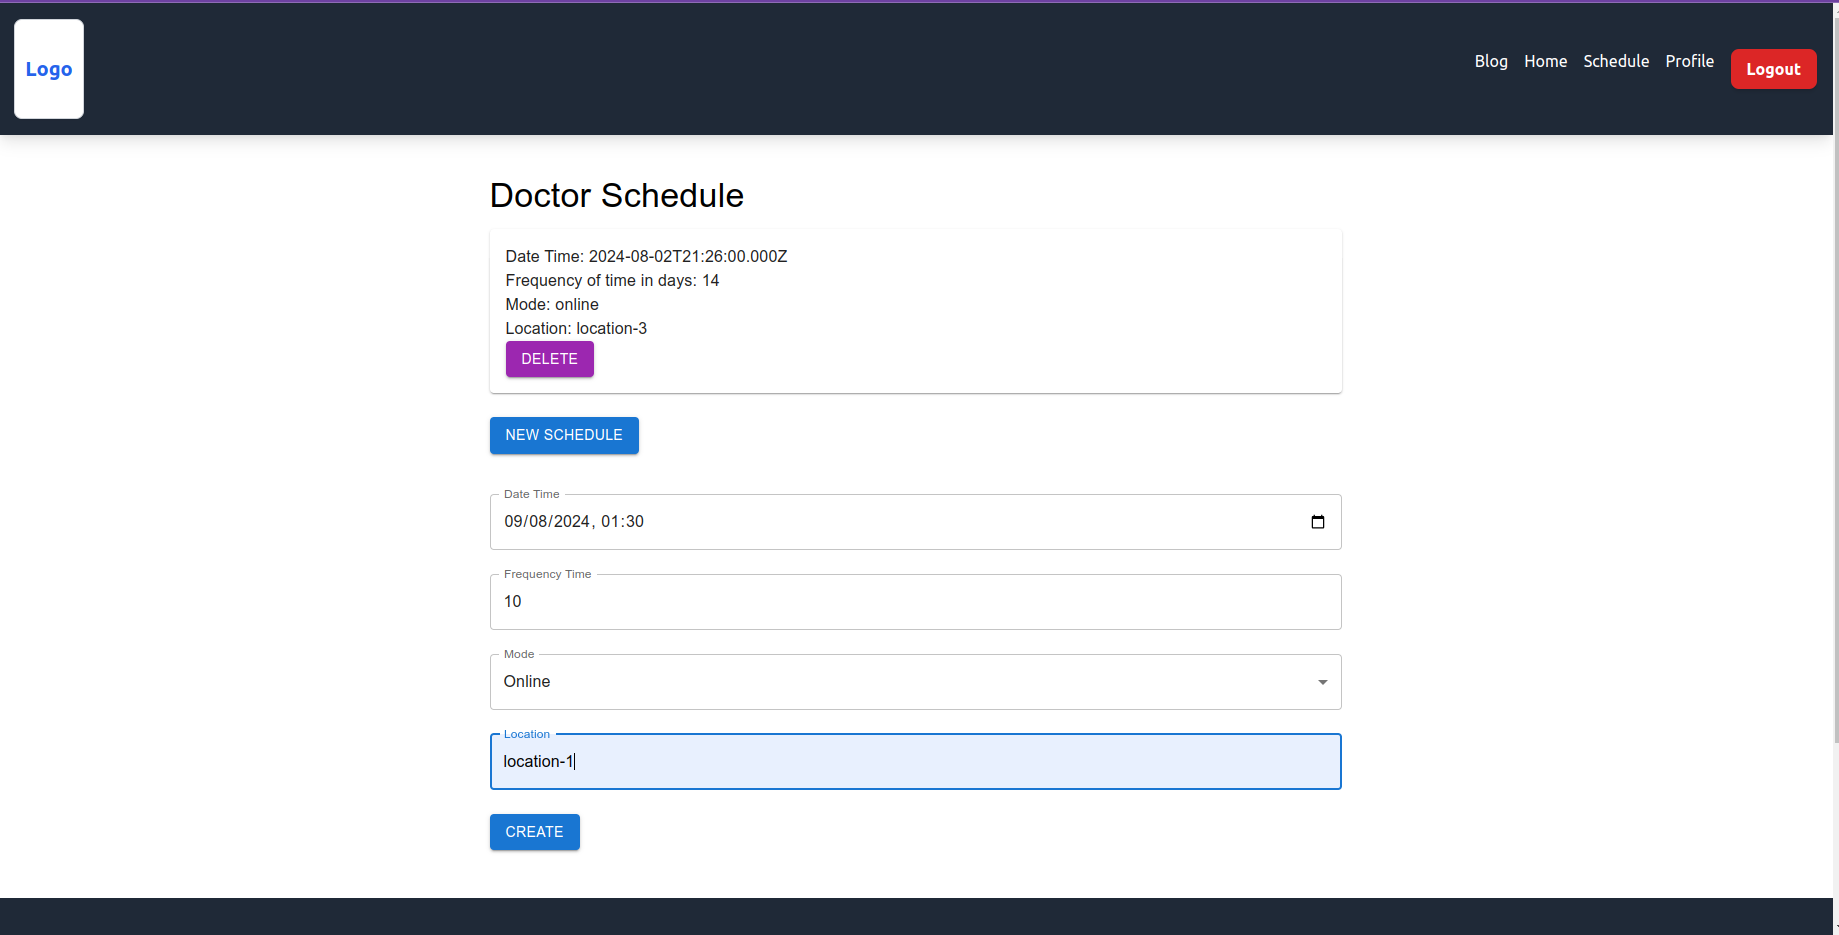 Logo
Blog Home Schedule Profile Logout
Doctor Schedule
Date Time: 2024-08-02T21:26:00.000Z
Frequency of time in days: 14
Mode: online
Location: location-3
DELETE
NEW SCHEDULE
Date Time
09/08/2024, 01:30
Frequency Time
10
Mode
Online
Location
location-1
CREATE